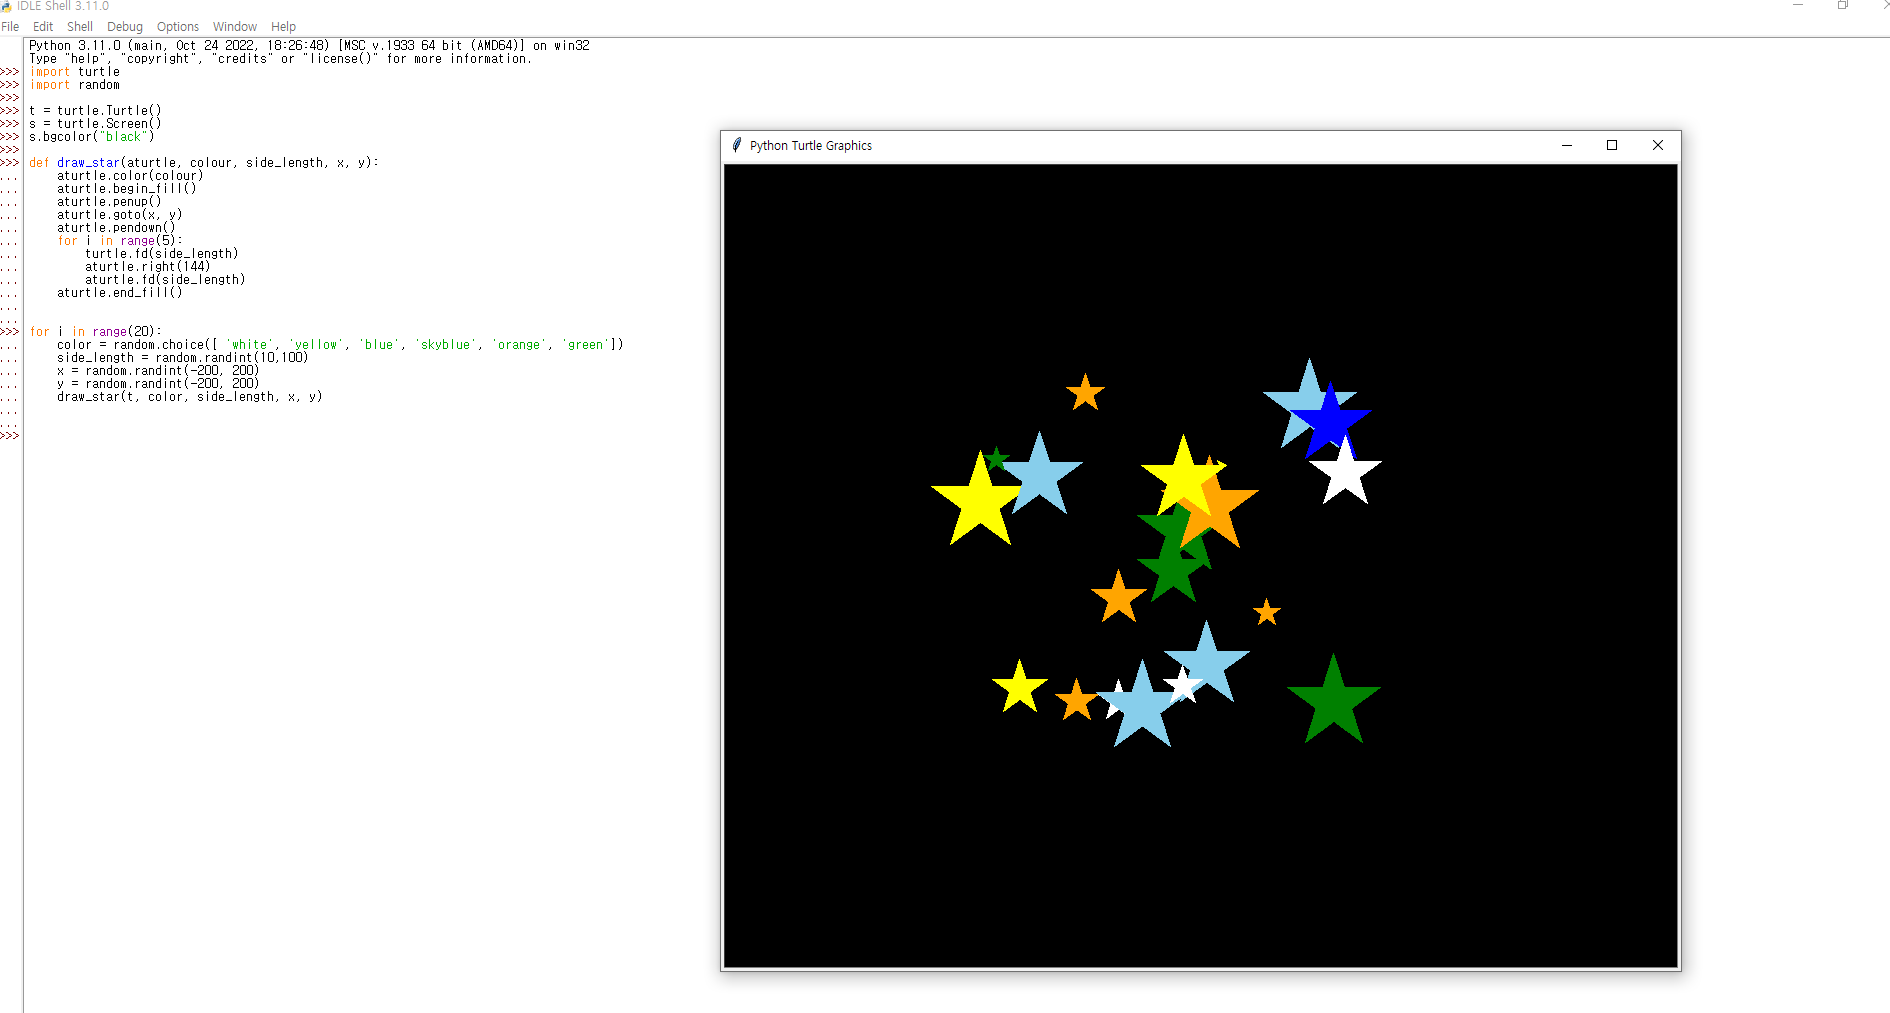 IDLE Shell 3.11.0
File Edit Shell Debug Options Window Help
Python 3.11.0 (main, Oct 24 2022, 18:26:48) [MSC v.1933 64 bit (AMD64)] on win32
Type "help", "copyright", "credits" or "license()" for more information.
>>> import turtle
>>> import random
>>>
>>> t = turtle.Turtle()
>>> s = turtle.Screen()
>>> s.bgcolor("black")
>>>
>>> def draw_star(aturtle, colour, side_length, x, y):
...     aturtle.color(colour)
...     aturtle.begin_fill()
...     aturtle.penup()
...     aturtle.goto(x, y)
...     aturtle.pendown()
...     for i in range(5):
...         turtle.fd(side_length)
...         aturtle.right(144)
...         aturtle.fd(side_length)
...     aturtle.end_fill()
...
...
>>> for i in range(20):
...     color = random.choice([ 'white', 'yellow', 'blue', 'skyblue', 'orange', 'green'])
...     side_length = random.randint(10,100)
...     x = random.randint(-200, 200)
...     y = random.randint(-200, 200)
...     draw_star(t, color, side_length, x, y)
...
...
>>>
Python Turtle Graphics